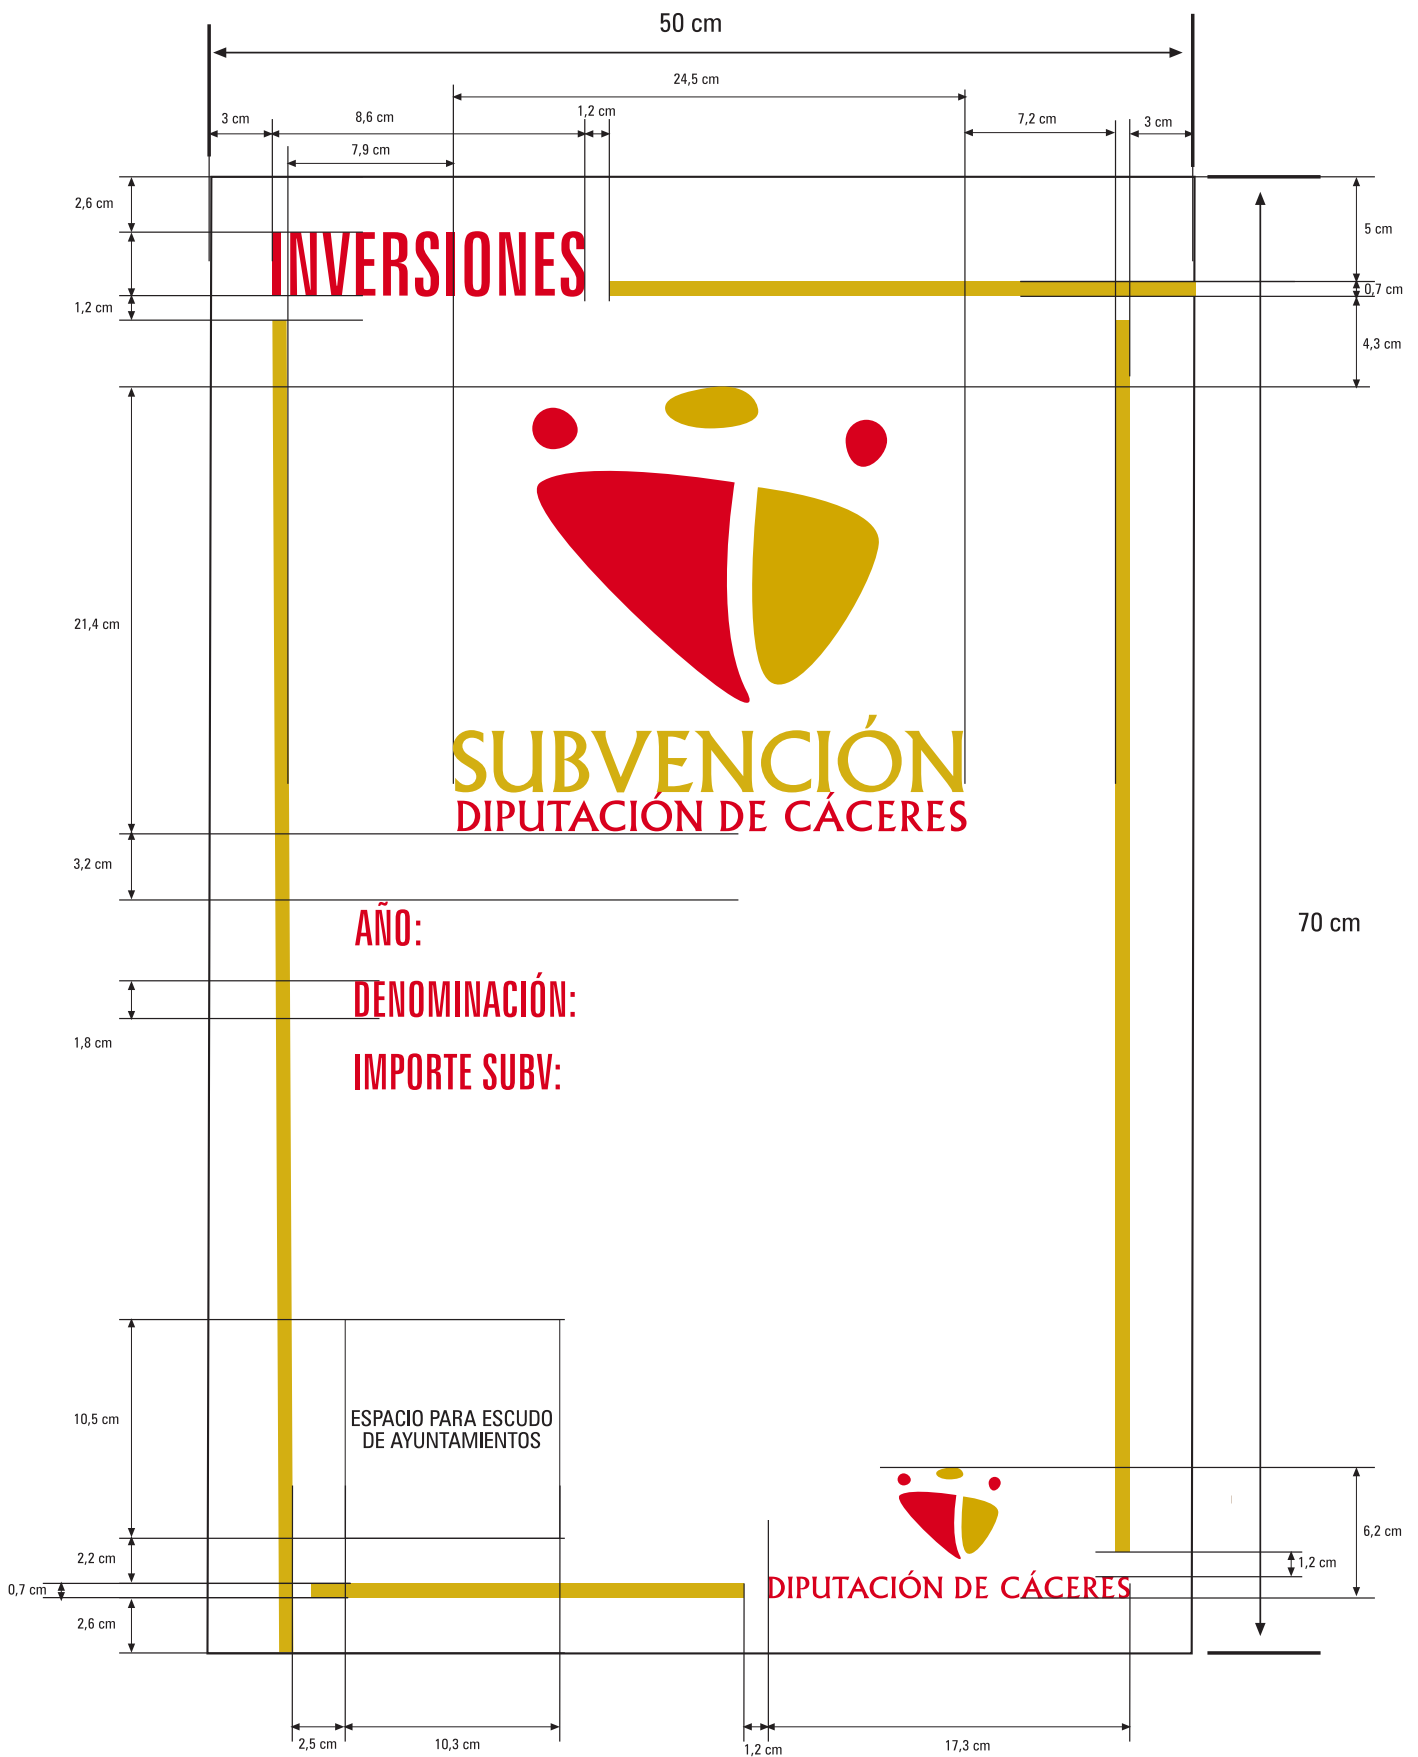 50 cm
24,5 cm
3 cm
8,6 cm
1,2 cm
7,2 cm
3 cm
7,9 cm
2,6 cm
5 cm
INVERSIONES
0,7 cm
1,2 cm
4,3 cm
21,4 cm
SUBVENCIÓN
DIPUTACIÓN DE CÁCERES
3,2 cm
AÑO:
70 cm
DENOMINACIÓN:
1,8 cm
IMPORTE SUBV:
10,5 cm
ESPACIO PARA ESCUDO
DE AYUNTAMIENTOS
6,2 cm
2,2 cm
1,2 cm
0,7 cm
DIPUTACIÓN DE CÁCERES
2,6 cm
2,5 cm
10,3 cm
1,2 cm
17,3 cm